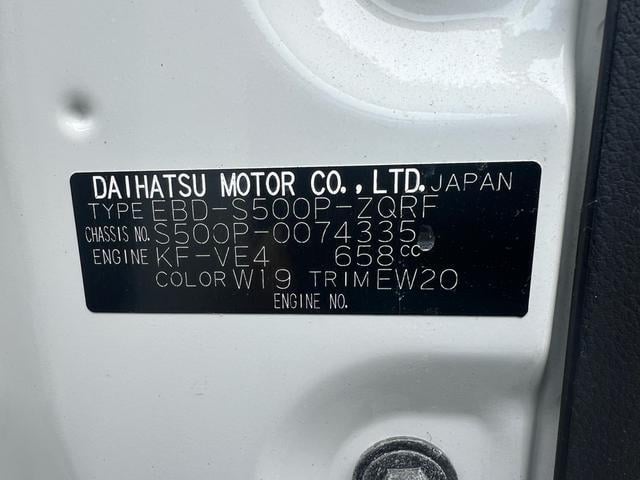 DAIHATSU MOTOR CO.,LTD. JAPAN
TYPE EBD-S500P-ZQRF
CHASSIS NO. S500P-0074335
ENGINE KF-VE4 658cc
COLOR W19 TRIM EW20
ENGINE NO.